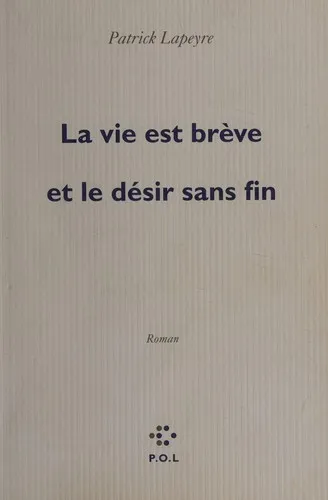 Patrick Lapeyre
La vie est brève
et le désir sans fin
Roman
P.O.L